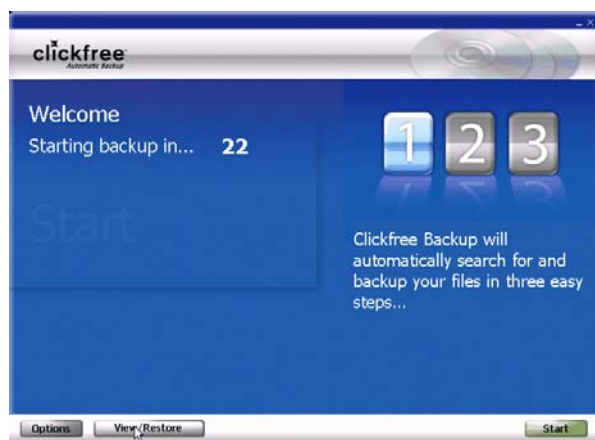 clickfree
Automatic Backup
Welcome
Starting backup in... 22
Start
1 2 3
Clickfree Backup will
automatically search for and
backup your files in three easy
steps...
Options View/Restore Start